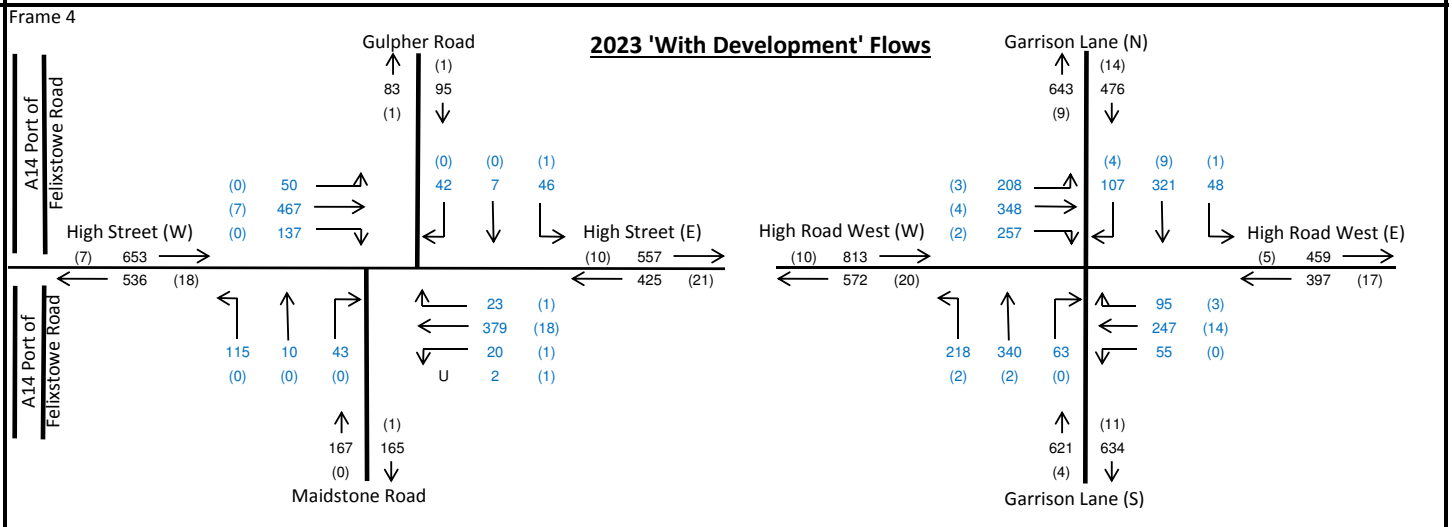 Frame 4
2023 'With Development' Flows
A14 Port of
Felixstowe Road
A14 Port of
Felixstowe Road
Gulpher Road
(1)
83 95
(1)
(0) (0) (1)
42 7 46
(0) 50
(7) 467
(0) 137
High Street (W)
(7) 653
536 (18)
High Street (E)
(10) 557
425 (21)
23 (1)
379 (18)
20 (1)
U 2 (1)
115 10 43
(0) (0) (0)
(1)
167 165
(0)
Maidstone Road
Garrison Lane (N)
(14)
643 476
(9)
(4) (9) (1)
107 321 48
(3) 208
(4) 348
(2) 257
High Road West (W)
(10) 813
572 (20)
High Road West (E)
(5) 459
397 (17)
95 (3)
247 (14)
55 (0)
218 340 63
(2) (2) (0)
(11)
621 634
(4)
Garrison Lane (S)